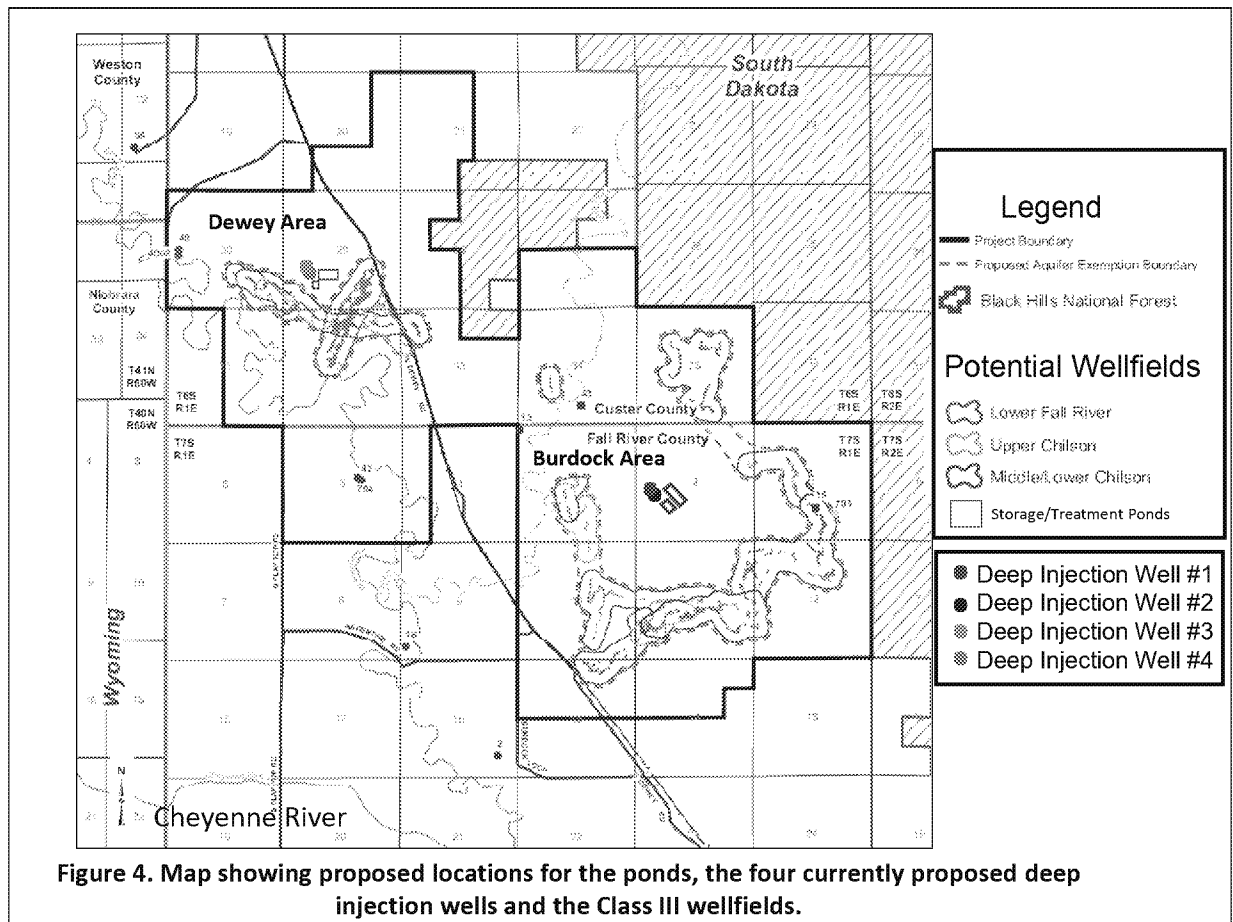 Weston
County
South
Dakota
Dewey Area
Niobrara
County
T41N
R60W
T6S
R1E
T6S
R1E
T6S
R2E
T40N
R60W
T7S
R1E
Custer County
Fall River County
T7S
R1E
T7S
R2E
Burdock Area
Wyoming
N
Cheyenne River
Legend
Project Boundary
Proposed Aquifer Exemption Boundary
Black Hills National Forest
Potential Wellfields
Lower Fall River
Upper Chilson
Middle/Lower Chilson
Storage/Treatment Ponds
Deep Injection Well #1
Deep Injection Well #2
Deep Injection Well #3
Deep Injection Well #4
Figure 4. Map showing proposed locations for the ponds, the four currently proposed deep
injection wells and the Class III wellfields.